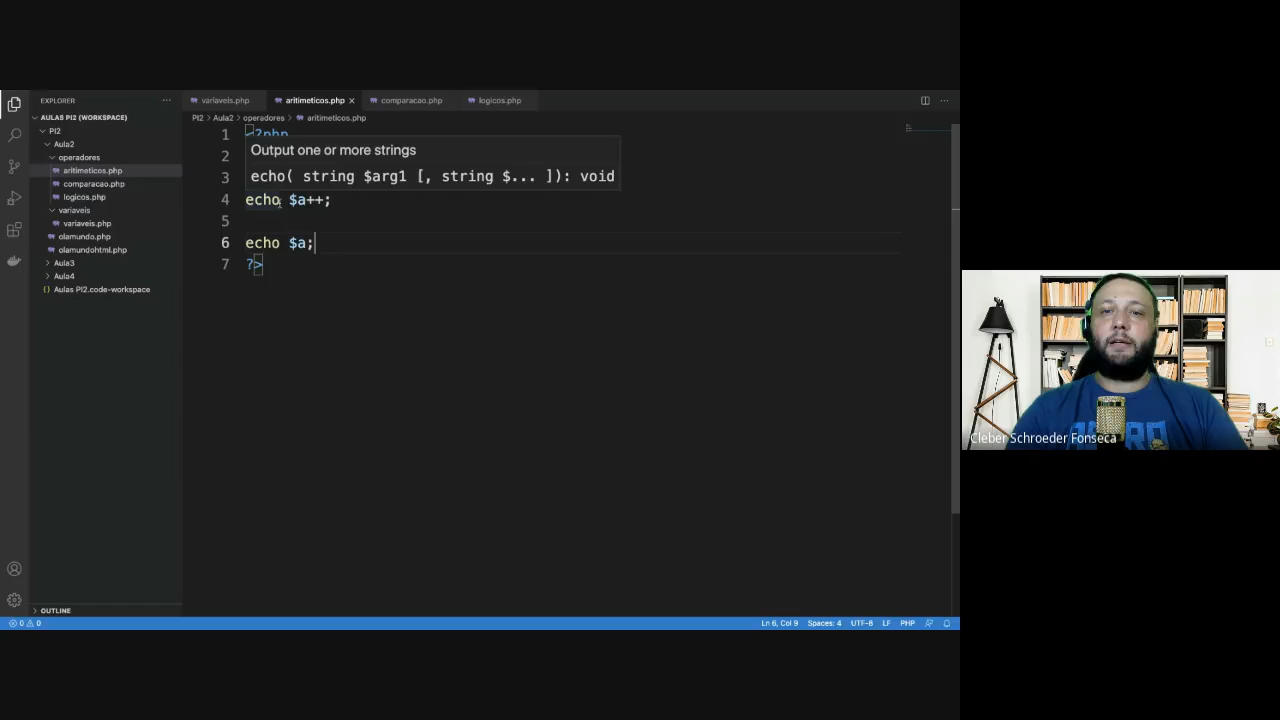 EXPLORER
AULAS PI2 (WORKSPACE)
PI2
Aula2
operadores
aritimeticos.php
comparacao.php
logicos.php
variaveis
variaveis.php
olamundo.php
olamundohtml.php
Aula3
Aula4
{} Aulas PI2.code-workspace
OUTLINE
variaveis.php aritimeticos.php × comparacao.php logicos.php
PI2 > Aula2 > operadores > aritimeticos.php
1 <?php
2
Output one or more strings
3
echo( string $arg1 [, string $... ]): void
4 echo $a++;
5
6 echo $a;
7 ?>
Cleber Schroeder Fonseca
0 0 Ln 6, Col 9 Spaces: 4 UTF-8 LF PHP